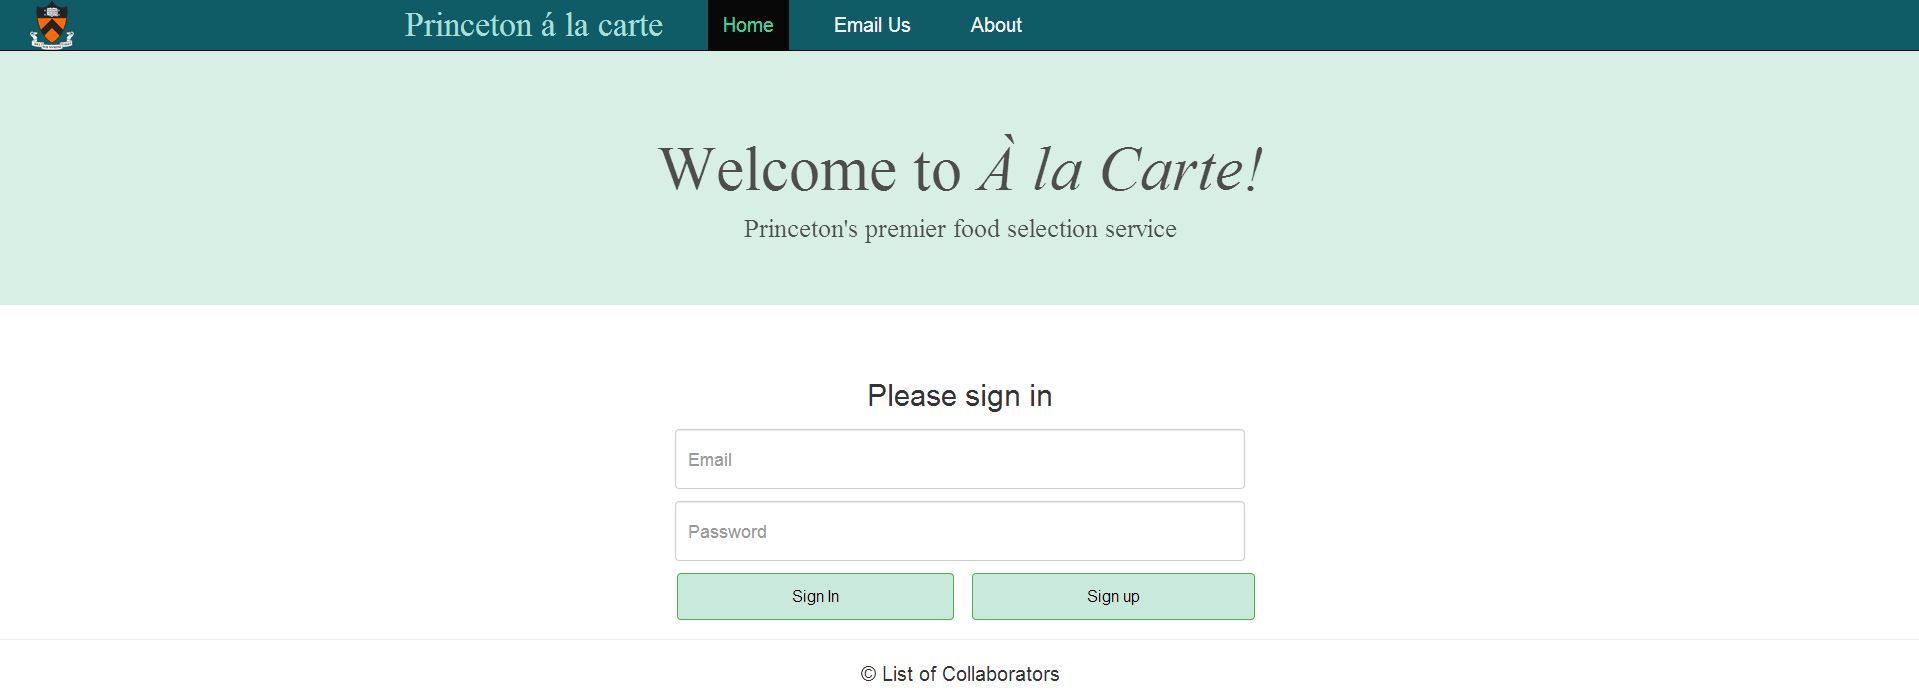 Princeton á la carte Home Email Us About
Welcome to À la Carte!
Princeton's premier food selection service
Please sign in
Email
Password
Sign In Sign up
© List of Collaborators